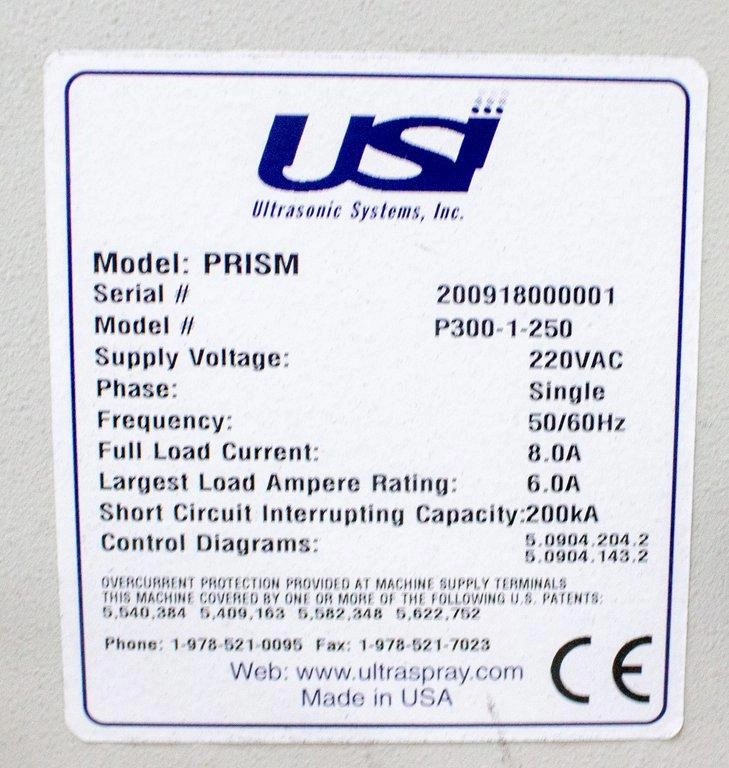 USI
Ultrasonic Systems, Inc.
Model: PRISM
Serial # 200918000001
Model # P300-1-250
Supply Voltage: 220VAC
Phase: Single
Frequency: 50/60Hz
Full Load Current: 8.0A
Largest Load Ampere Rating: 6.0A
Short Circuit Interrupting Capacity: 200kA
Control Diagrams: 5.0904.204.2
5.0904.143.2
OVERCURRENT PROTECTION PROVIDED AT MACHINE SUPPLY TERMINALS
THIS MACHINE COVERED BY ONE OR MORE OF THE FOLLOWING U.S. PATENTS:
5,540,384 5,409,163 5,582,348 5,622,752
Phone: 1-978-521-0095 Fax: 1-978-521-7023
Web: www.ultraspray.com
Made in USA
CE